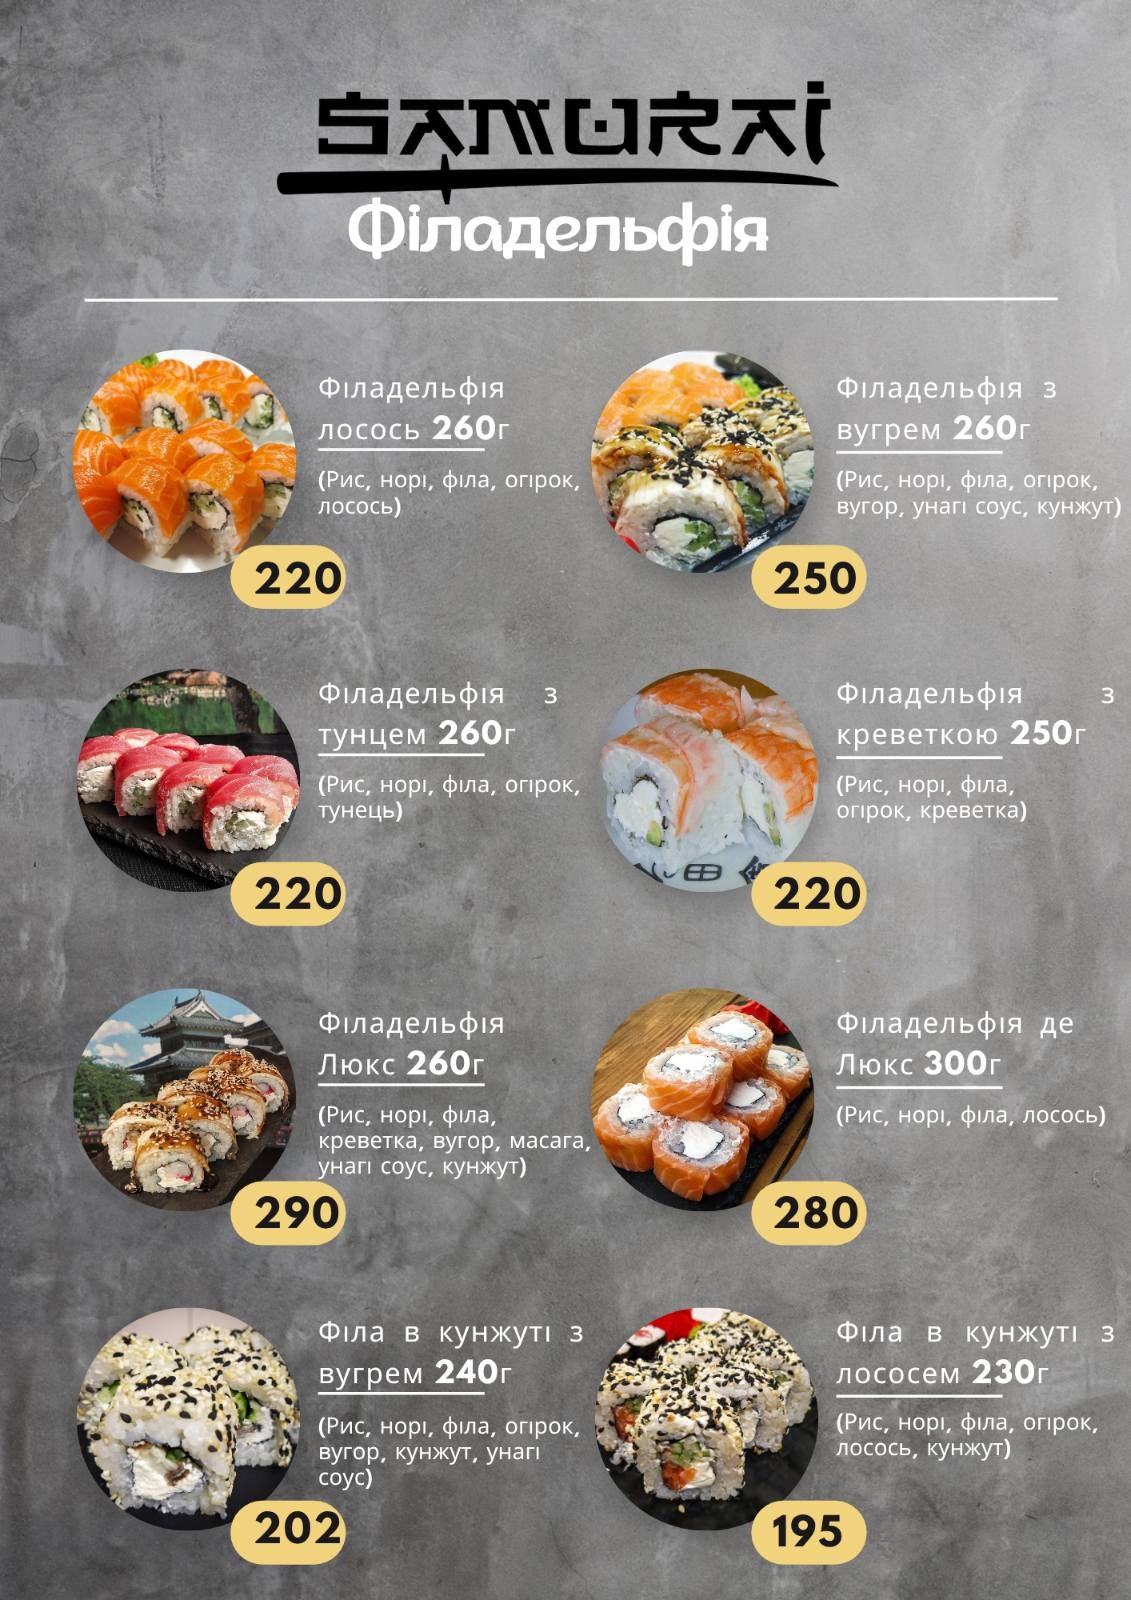 SAMURAI
Філадельфія
Філадельфія
лосось 260г
(Рис, норі, філа, огірок,
лосось)
220
Філадельфія з
вугрем 260г
(Рис, норі, філа, огірок,
вугор, унагі соус, кунжут)
250
Філадельфія з
тунцем 260г
(Рис, норі, філа, огірок,
тунець)
220
Філадельфія з
креветкою 250г
(Рис, норі, філа,
огірок, креветка)
220
Філадельфія
Люкс 260г
(Рис, норі, філа,
креветка, вугор, масага,
унагі соус, кунжут)
290
Філадельфія де
Люкс 300г
(Рис, норі, філа, лосось)
280
Філа в кунжуті з
вугрем 240г
(Рис, норі, філа, огірок,
вугор, кунжут, унагі
соус)
202
Філа в кунжуті з
лососем 230г
(Рис, норі, філа, огірок,
лосось, кунжут)
195